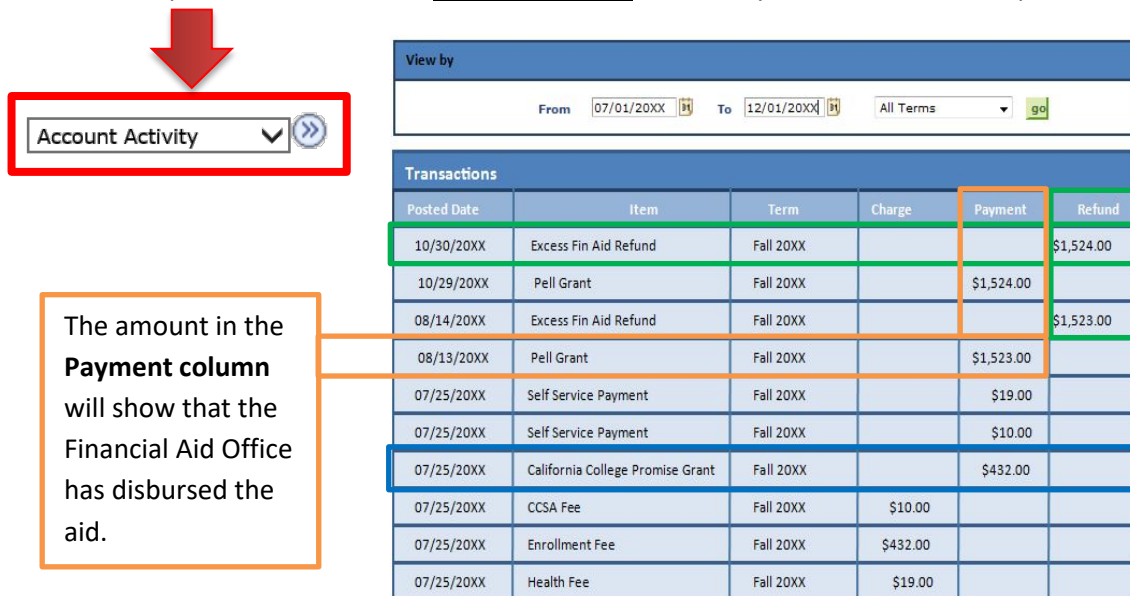 Account Activity
View by
From 07/01/20XX To 12/01/20XX All Terms go
Transactions
Posted Date Item Term Charge Payment Refund
10/30/20XX Excess Fin Aid Refund Fall 20XX $1,524.00
10/29/20XX Pell Grant Fall 20XX $1,524.00
08/14/20XX Excess Fin Aid Refund Fall 20XX $1,523.00
08/13/20XX Pell Grant Fall 20XX $1,523.00
07/25/20XX Self Service Payment Fall 20XX $19.00
07/25/20XX Self Service Payment Fall 20XX $10.00
07/25/20XX California College Promise Grant Fall 20XX $432.00
07/25/20XX CCSA Fee Fall 20XX $10.00
07/25/20XX Enrollment Fee Fall 20XX $432.00
07/25/20XX Health Fee Fall 20XX $19.00
The amount in the
Payment column
will show that the
Financial Aid Office
has disbursed the
aid.